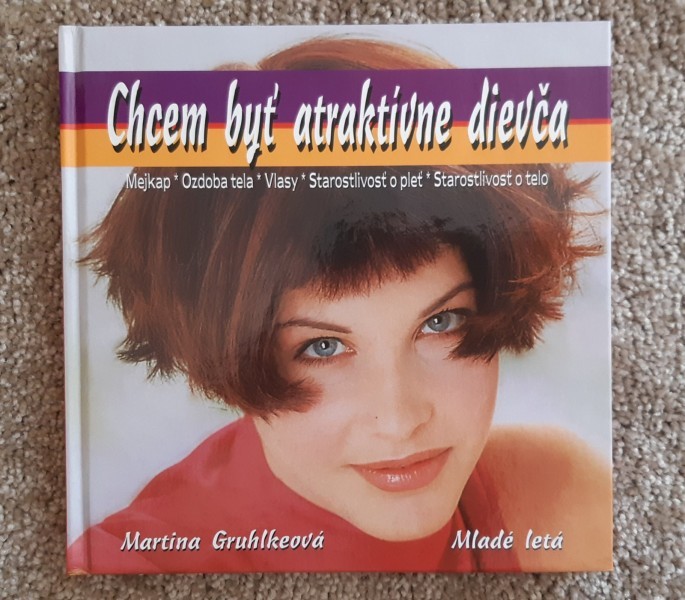 Chcem byť atraktívne dievča
Mejkap * Ozdoba tela * Vlasy * Starostlivosť o pleť * Starostlivosť o telo
Martina Gruhlkeová
Mladé letá